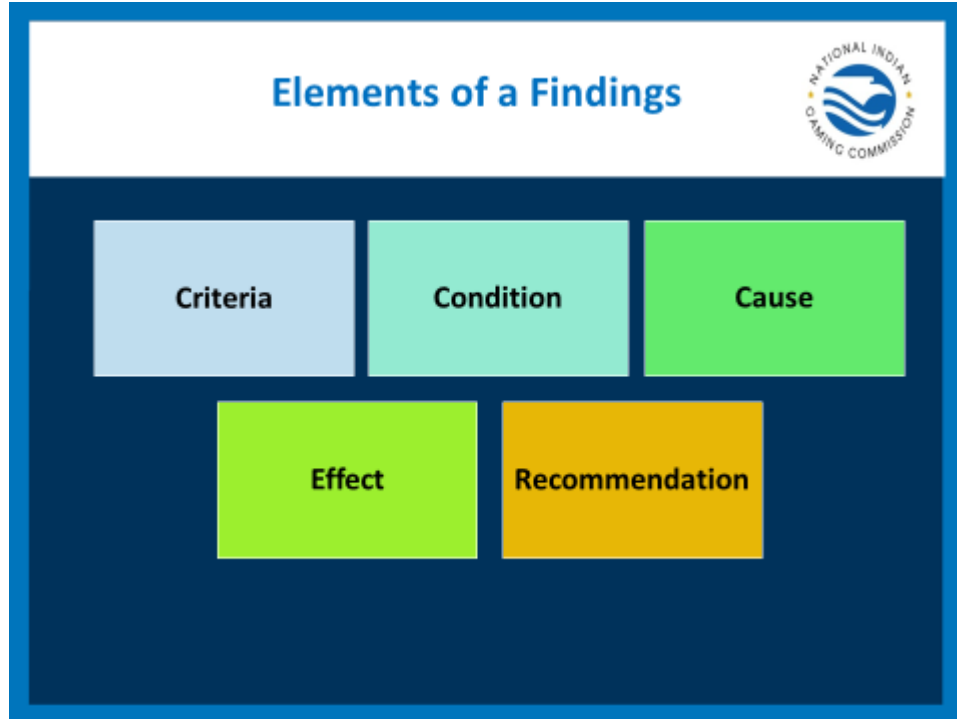 Elements of a Findings
NATIONAL INDIAN
GAMING COMMISSION
Criteria
Condition
Cause
Effect
Recommendation